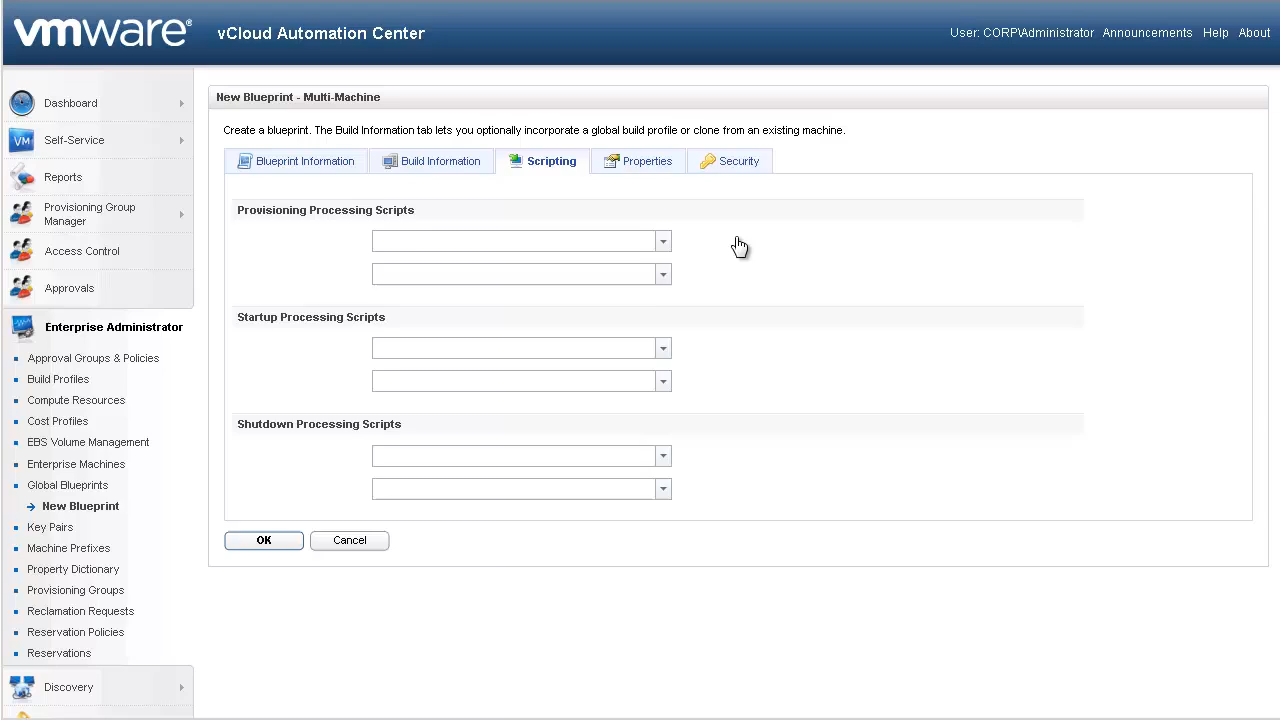 vmware® vCloud Automation Center
User: CORP\Administrator Announcements Help About
Dashboard
Self-Service
Reports
Provisioning Group
Manager
Access Control
Approvals
Enterprise Administrator
Approval Groups & Policies
Build Profiles
Compute Resources
Cost Profiles
EBS Volume Management
Enterprise Machines
Global Blueprints
New Blueprint
Key Pairs
Machine Prefixes
Property Dictionary
Provisioning Groups
Reclamation Requests
Reservation Policies
Reservations
Discovery
New Blueprint - Multi-Machine
Create a blueprint. The Build Information tab lets you optionally incorporate a global build profile or clone from an existing machine.
Blueprint Information Build Information Scripting Properties Security
Provisioning Processing Scripts
Startup Processing Scripts
Shutdown Processing Scripts
OK Cancel